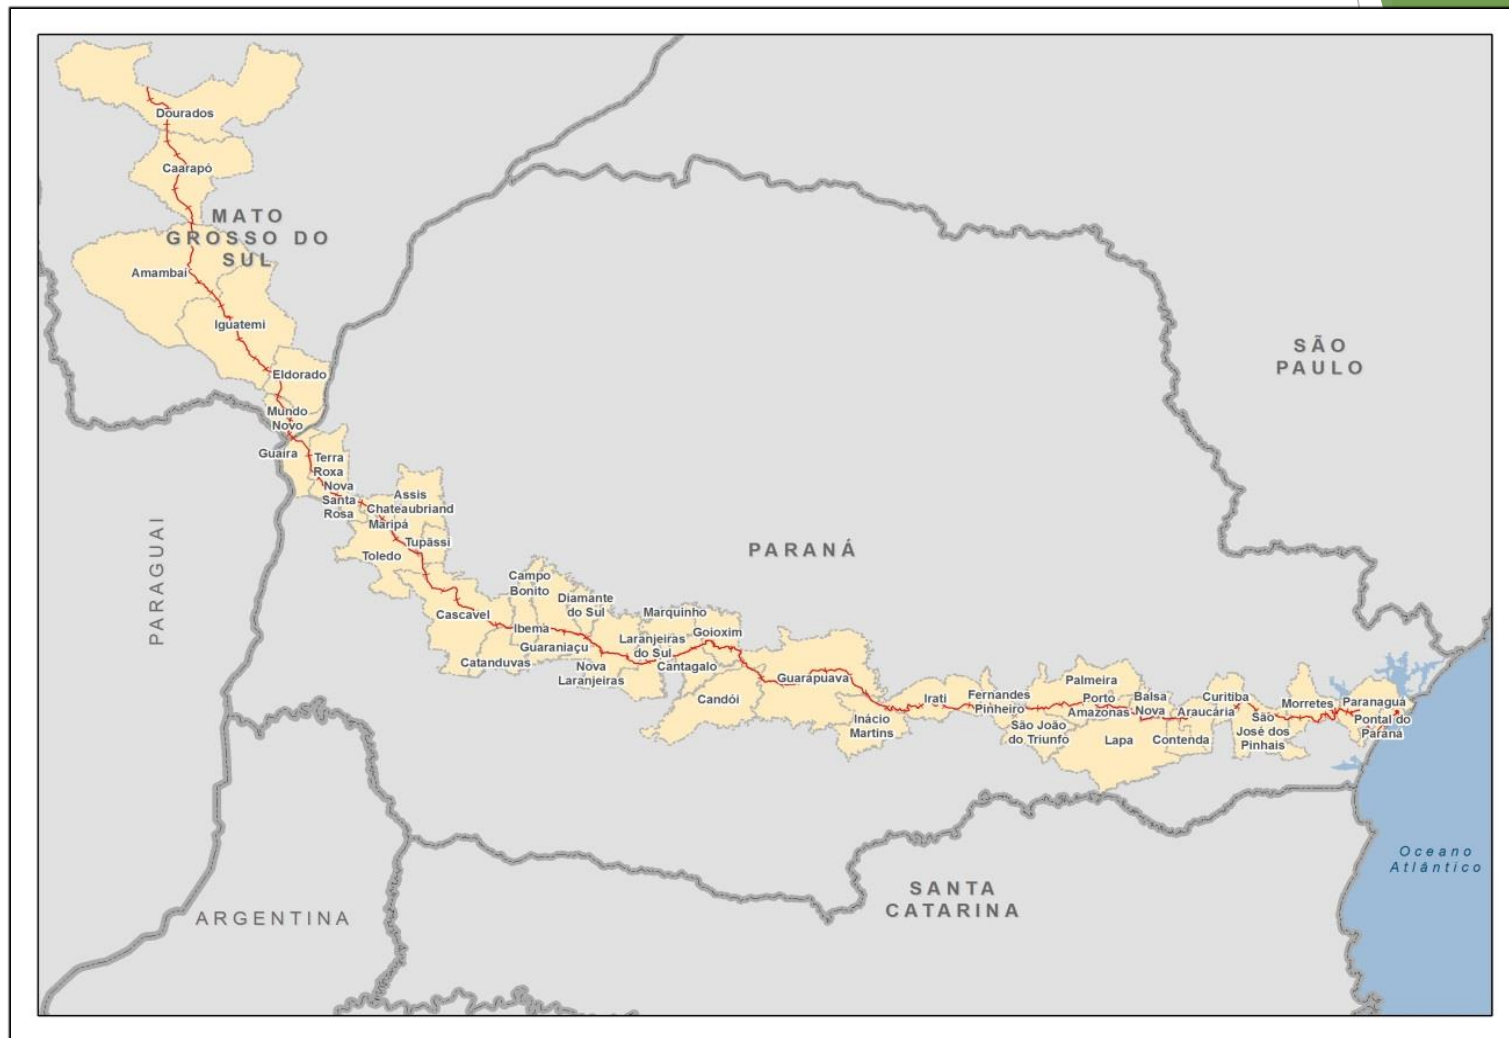 Dourados
Caarapó
MATO
GROSSO DO
SUL
Amambai
Iguatemi
Eldorado
Mundo
Novo
Guaíra
Terra
Roxa
Nova
Santa
Rosa
Assis
Chateaubriand
Maripá
Tupãssi
Toledo
Cascavel
Catanduvas
Campo
Bonito
Ibema
Diamante
do Sul
Guaraniaçu
Nova
Laranjeiras
Marquinho
Laranjeiras
do Sul
Goioxim
Cantagalo
Candói
Guarapuava
Inácio
Martins
Irati
Fernandes
Pinheiro
São João
do Triunfo
Palmeira
Porto
Amazonas
Balsa
Nova
Lapa
Contenda
Araucária
Curitiba
São
José dos
Pinhais
Morretes
Paranaguá
Pontal do
Paraná
PARANÁ
SÃO
PAULO
PARAGUAI
ARGENTINA
SANTA
CATARINA
Oceano
Atlântico